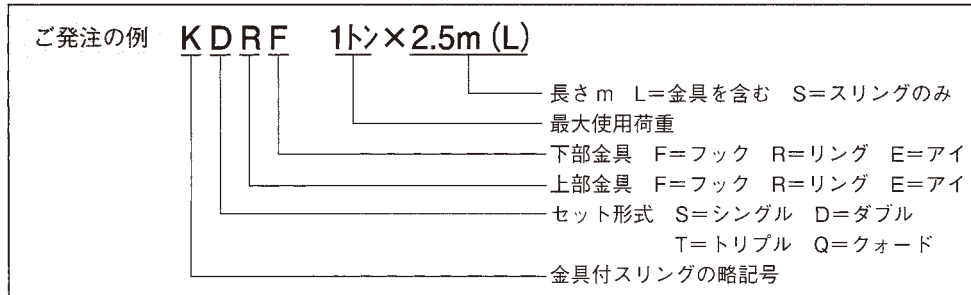 ご発注の例 KDRF 1トン×2.5m (L)
長さm L=金具を含む S=スリングのみ
最大使用荷重
下部金具 F=フック R=リング E=アイ
上部金具 F=フック R=リング E=アイ
セット形式 S=シングル D=ダブル
T=トリプル Q=クォード
金具付スリングの略記号